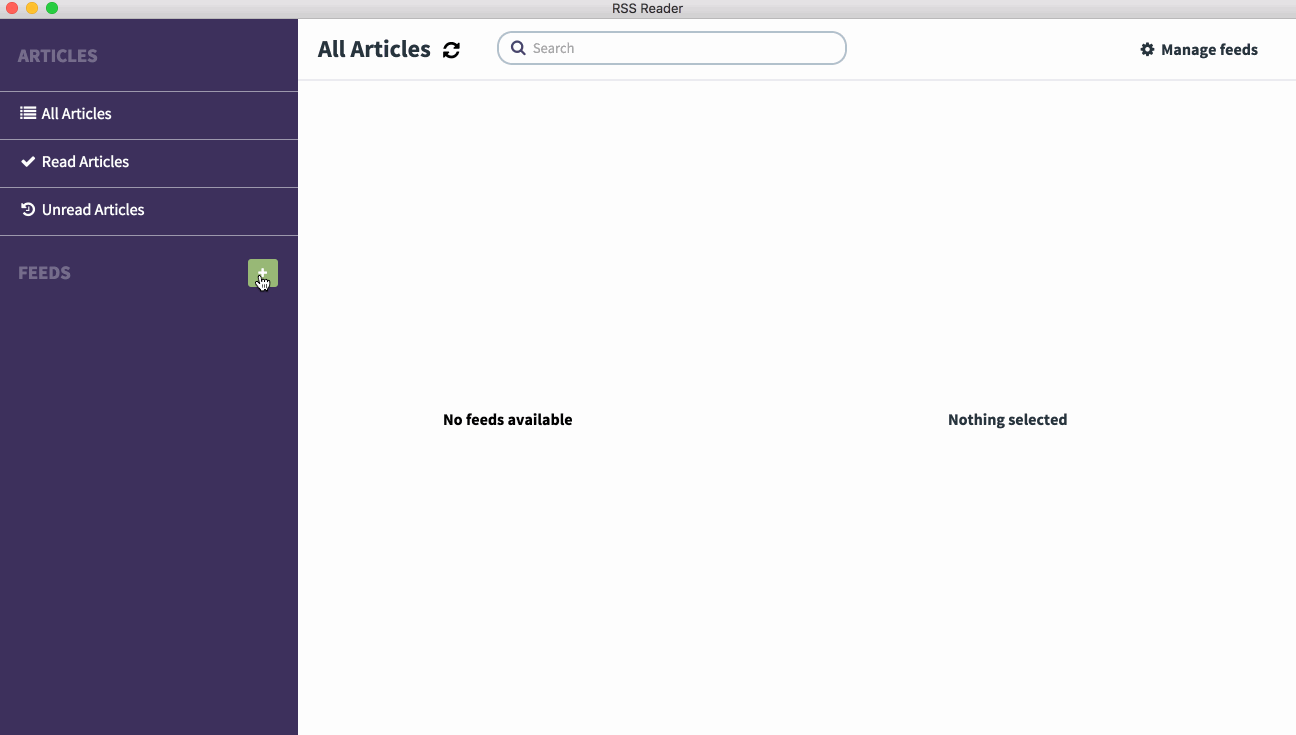 RSS Reader
ARTICLES
All Articles
Read Articles
Unread Articles
FEEDS
All Articles
Search
Manage feeds
No feeds available
Nothing selected